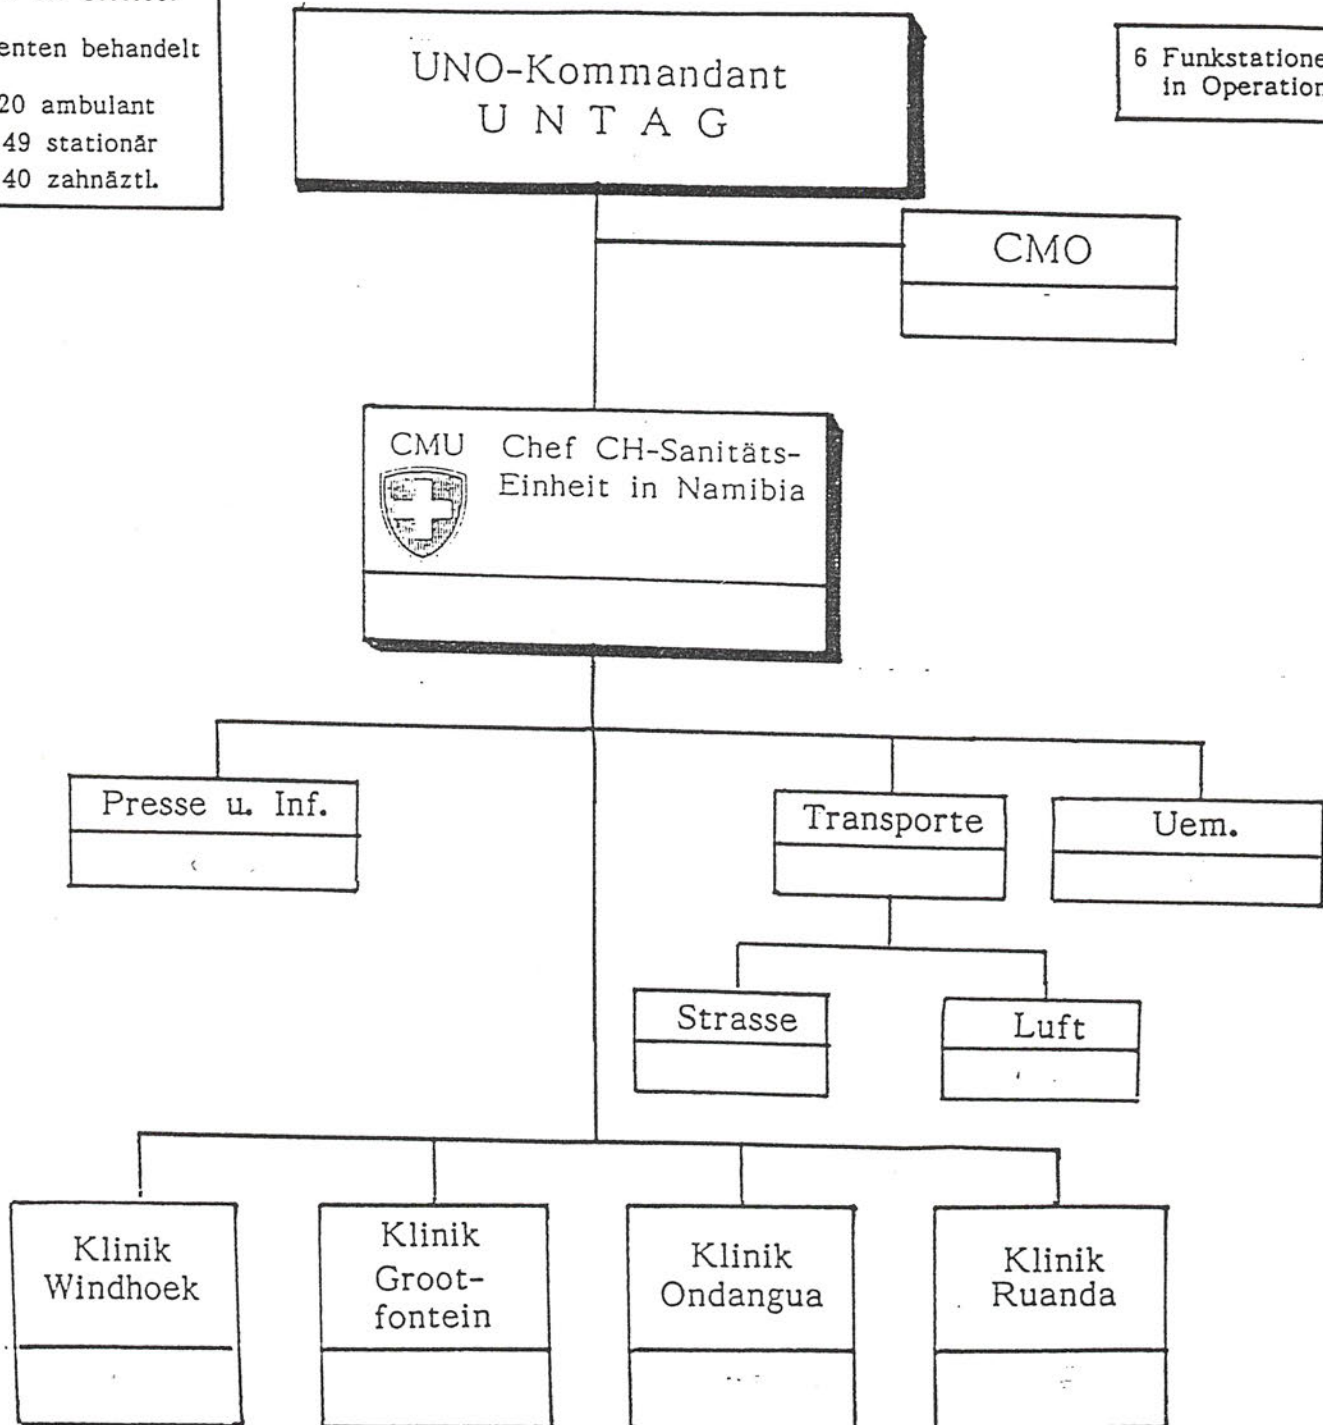 behandelt
20 ambulant
49 stationär
40 zahnäztl.
UNO-Kommandant
U N T A G
6 Funkstatione
in Operation
CMO
CMU Chef CH-Sanitäts-
Einheit in Namibia
Presse u. Inf.
Transporte
Uem.
Strasse
Luft
Klinik
Windhoek
Klinik
Groot-
fontein
Klinik
Ondangua
Klinik
Ruanda